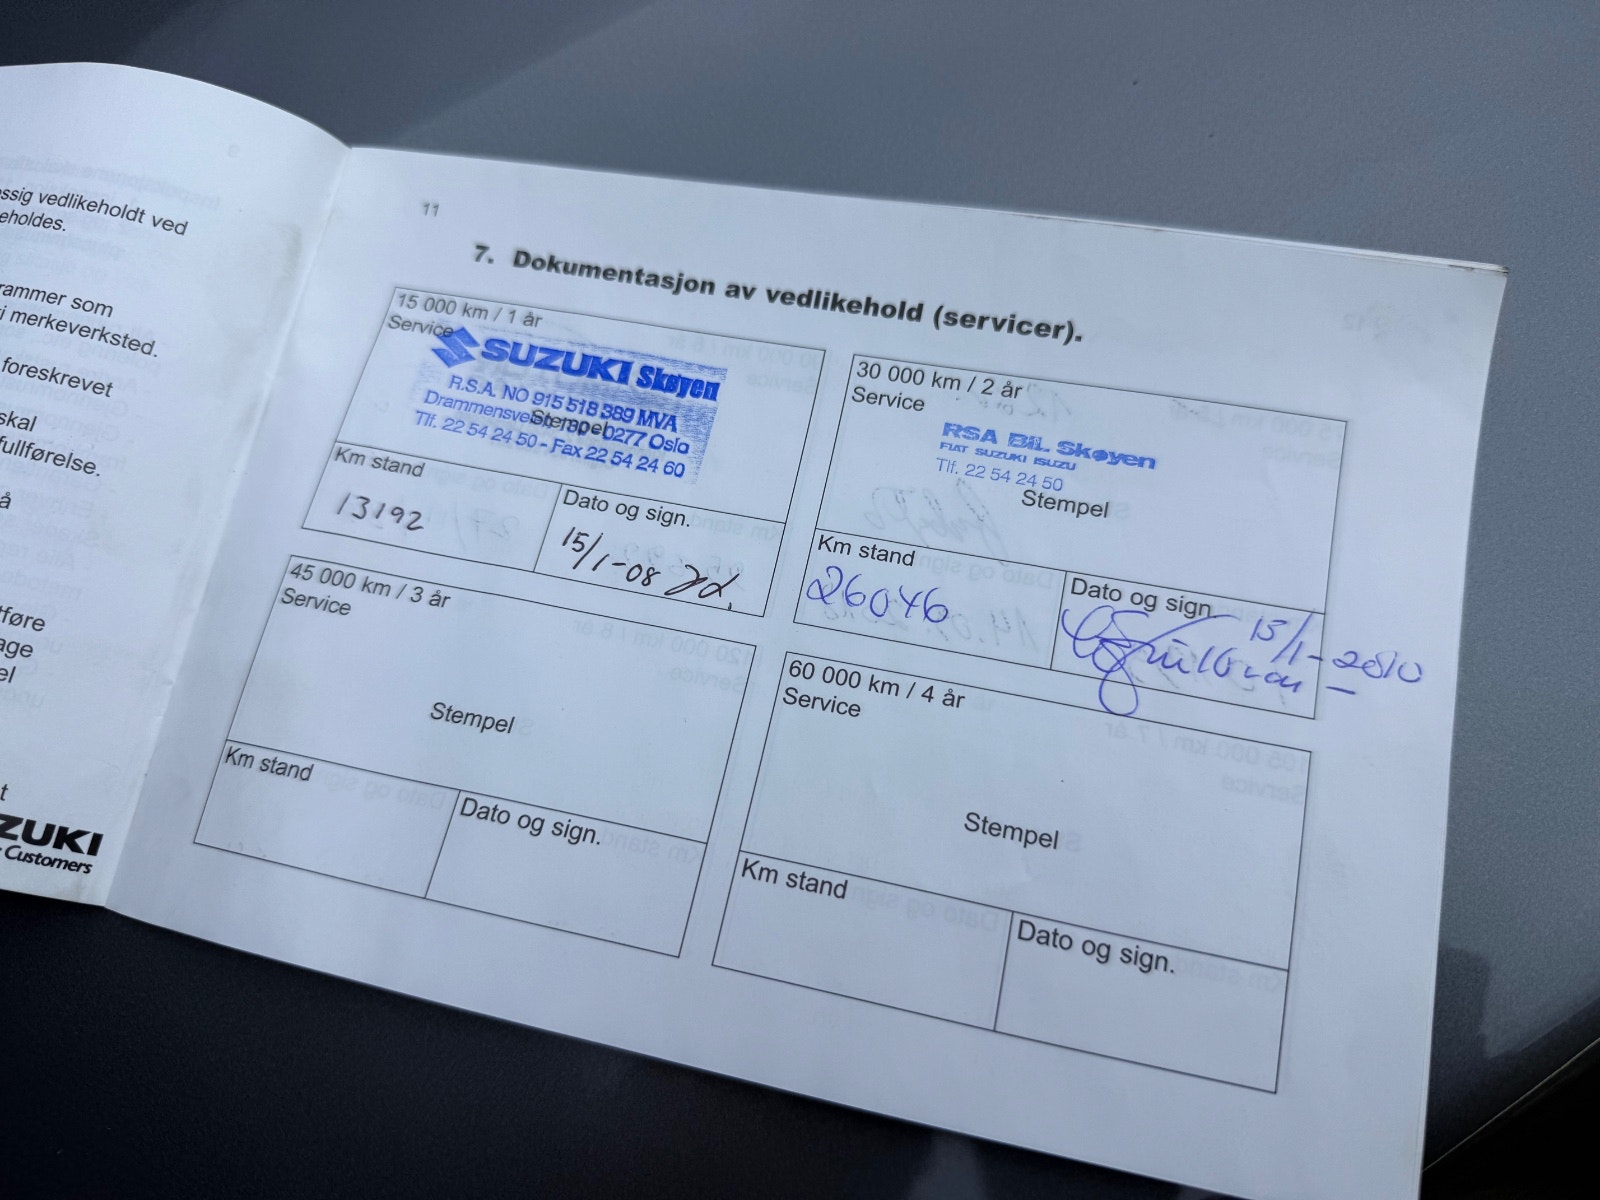 ssig vedlikeholdt ved
eholdes.
rammer som
i merkeverksted.
foreskrevet
skal
fullførelse.
å
tføre
age
el
t
ZUKI
Customers
11
7. Dokumentasjon av vedlikehold (servicer).
15 000 km / 1 år
Service
SUZUKI Skøyen
R.S.A. NO 915 518 389 MVA
0277 Oslo
Stempel
Tlf. 22 54 24 50 - Fax 22 54 24 60
Km stand
13192
Dato og sign.
15/1-08
30 000 km / 2 år
Service
RSA BIL Skøyen
FIAT SUZUKI ISUZU
Tlf. 22 54 24 50
Stempel
Km stand
26046
Dato og sign
15/1-2010
45 000 km / 3 år
Service
Stempel
Km stand
Dato og sign.
60 000 km / 4 år
Service
Stempel
Km stand
Dato og sign.